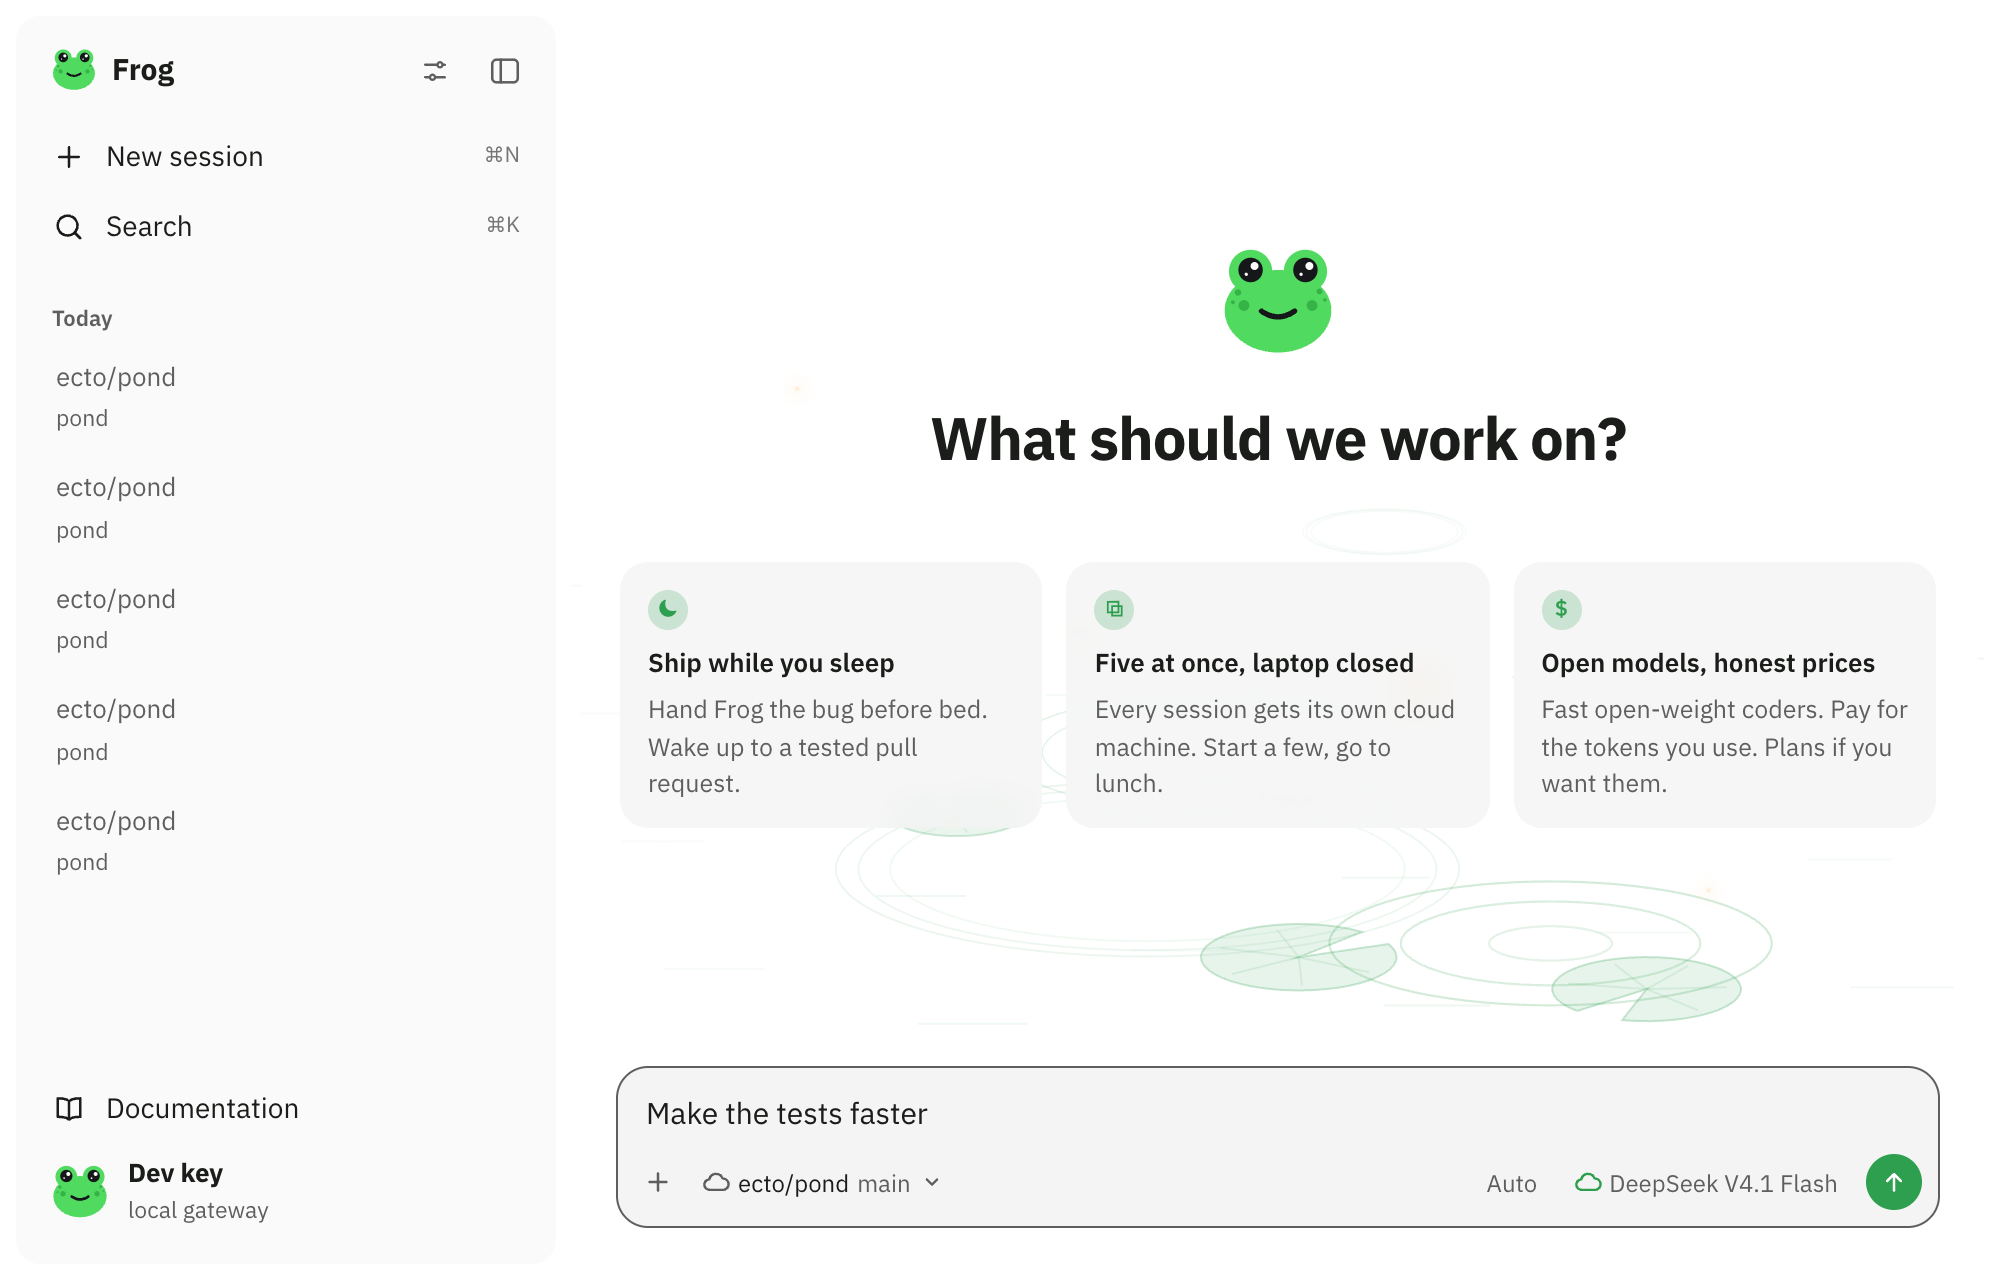 Frog
New session ⌘N
Search ⌘K
Today
ecto/pond
pond
ecto/pond
pond
ecto/pond
pond
ecto/pond
pond
ecto/pond
pond
Documentation
Dev key
local gateway
What should we work on?
Ship while you sleep
Hand Frog the bug before bed.
Wake up to a tested pull
request.
Five at once, laptop closed
Every session gets its own cloud
machine. Start a few, go to
lunch.
$
Open models, honest prices
Fast open-weight coders. Pay for
the tokens you use. Plans if you
want them.
Make the tests faster
ecto/pond main Auto DeepSeek V4.1 Flash